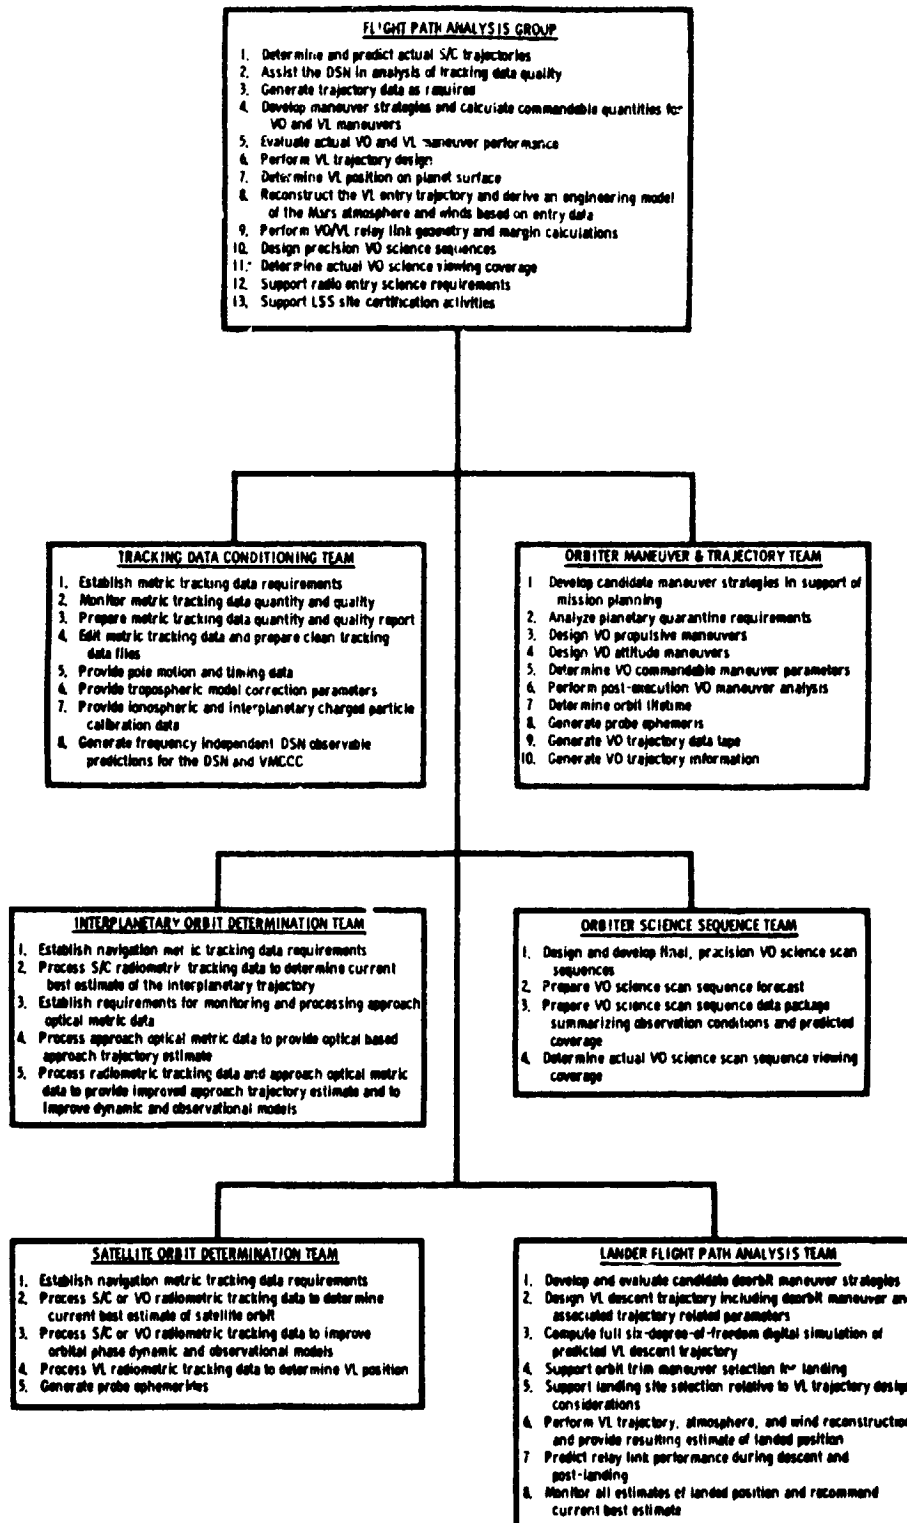 FLIGHT PATH ANALYSIS GROUP
1. Determine and predict actual S/C trajectories
2. Assist the DSN in analysis of tracking data quality
3. Generate trajectory data as required
4. Develop maneuver strategies and calculate commandable quantities for
VO and VL maneuvers
5. Evaluate actual VO and VL maneuver performance
6. Perform VL trajectory design
7. Determine VL position on planet surface
8. Reconstruct the VL entry trajectory and derive an engineering model
of the Mars atmosphere and winds based on entry data
9. Perform VO/VL relay link geometry and margin calculations
10. Design precision VO science sequences
11. Determine actual VO science viewing coverage
12. Support radio entry science requirements
13. Support LSS site certification activities
TRACKING DATA CONDITIONING TEAM
1. Establish metric tracking data requirements
2. Monitor metric tracking data quantity and quality
3. Prepare metric tracking data quantity and quality report
4. Edit metric tracking data and prepare clean tracking
data files
5. Provide pole motion and timing data
6. Provide tropospheric model correction parameters
7. Provide ionospheric and interplanetary charged particle
calibration data
8. Generate frequency independent DSN observable
predictions for the DSN and VMCCC
ORBITER MANEUVER & TRAJECTORY TEAM
1 Develop candidate maneuver strategies in support of
mission planning
2. Analyze planetary quarantine requirements
3. Design VO propulsive maneuvers
4 Design VO attitude maneuvers
5. Determine VO commandable maneuver parameters
6. Perform post-execution VO maneuver analysis
7 Determine orbit lifetime
8. Generate probe ephemeris
9. Generate VO trajectory data tape
10. Generate VO trajectory information
INTERPLANETARY ORBIT DETERMINATION TEAM
1. Establish navigation met ic tracking data requirements
2. Process S/C radiometric tracking data to determine current
best estimate of the interplanetary trajectory
3. Establish requirements for monitoring and processing approach
optical metric data
4. Process approach optical metric data to provide optical based
approach trajectory estimate
5. Process radiometric tracking data and approach optical metric
data to provide improved approach trajectory estimate and to
improve dynamic and observational models
ORBITER SCIENCE SEQUENCE TEAM
1. Design and develop final, precision VO science scan
sequences
2. Prepare VO science scan sequence forecast
3. Prepare VO science scan sequence data package
summarizing observation conditions and predicted
coverage
4. Determine actual VO science scan sequence viewing
coverage
SATELLITE ORBIT DETERMINATION TEAM
1. Establish navigation metric tracking data requirements
2. Process S/C or VO radiometric tracking data to determine
current best estimate of satellite orbit
3. Process S/C or VO radiometric tracking data to improve
orbital phase dynamic and observational models
4. Process VL radiometric tracking data to determine VL position
5. Generate probe ephemerides
LANDER FLIGHT PATH ANALYSIS TEAM
1. Develop and evaluate candidate deorbit maneuver strategies
2. Design VL descent trajectory including deorbit maneuver an
associated trajectory related parameters
3. Compute full six-degree-of-freedom digital simulation of
predicted VL descent trajectory
4. Support orbit trim maneuver selection for landing
5. Support landing site selection relative to VL trajectory design
considerations
6. Perform VL trajectory, atmosphere, and wind reconstruction
and provide resulting estimate of landed position
7 Predict relay link performance during descent and
post-landing
8. Monitor all estimates of landed position and recommend
current best estimate